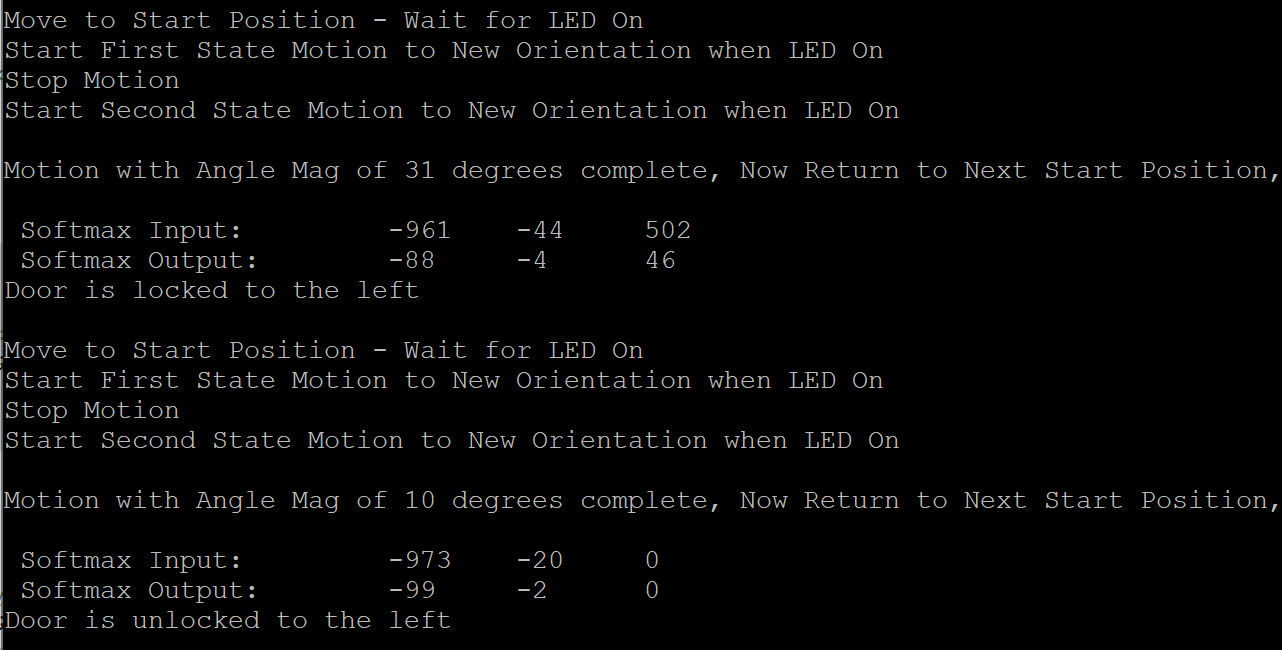 Move to Start Position - Wait for LED On
Start First State Motion to New Orientation when LED On
Stop Motion
Start Second State Motion to New Orientation when LED On
Motion with Angle Mag of 31 degrees complete, Now Return to Next Start Position,
Softmax Input: -961 -44 502
Softmax Output: -88 -4 46
Door is locked to the left
Move to Start Position - Wait for LED On
Start First State Motion to New Orientation when LED On
Stop Motion
Start Second State Motion to New Orientation when LED On
Motion with Angle Mag of 10 degrees complete, Now Return to Next Start Position,
Softmax Input: -973 -20 0
Softmax Output: -99 -2 0
Door is unlocked to the left